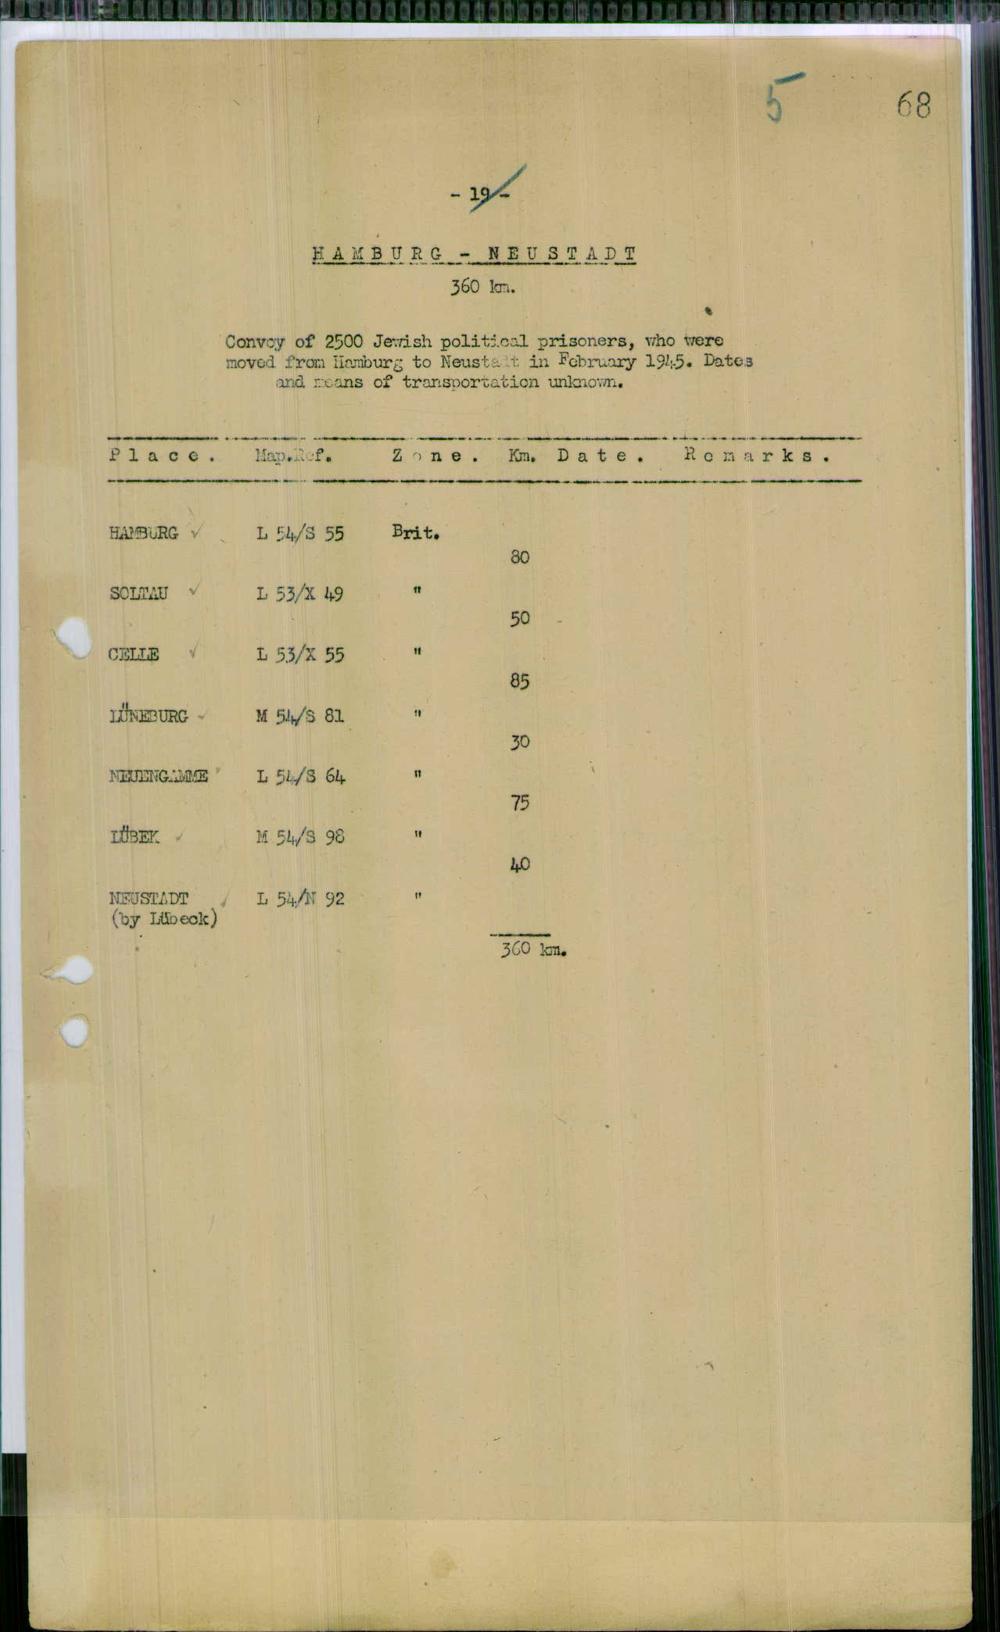 5
68
- 19 -
HAMBURG - NEUSTADT
360 km.
Convoy of 2500 Jewish political prisoners, who were
moved from Hamburg to Neustadt in February 1945. Dates
and means of transportation unknown.
Place. Map.Ref. Zone. Km. Date. Remarks.
HAMBURG ✓ L 54/S 55 Brit.
80
SOLTAU ✓ L 53/X 49 "
50
CELLE ✓ L 53/X 55 "
85
LÜNEBURG ✓ M 54/S 81 "
30
NEUENGAMME L 54/S 64 "
75
LÜBEK ✓ M 54/S 98 "
40
NEUSTADT ✓ L 54/N 92 "
(by Lübeck)
360 km.